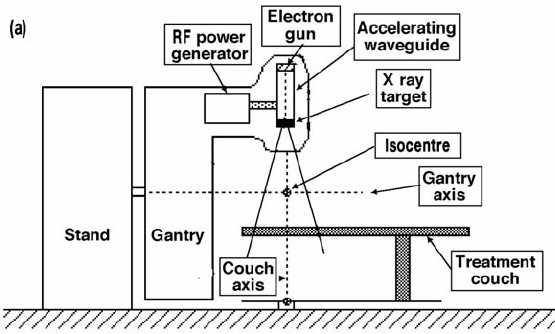 (a)
Electron
gun
RF power
generator
Accelerating
waveguide
X ray
target
Isocentre
Gantry
axis
Stand
Gantry
Couch
axis
Treatment
couch